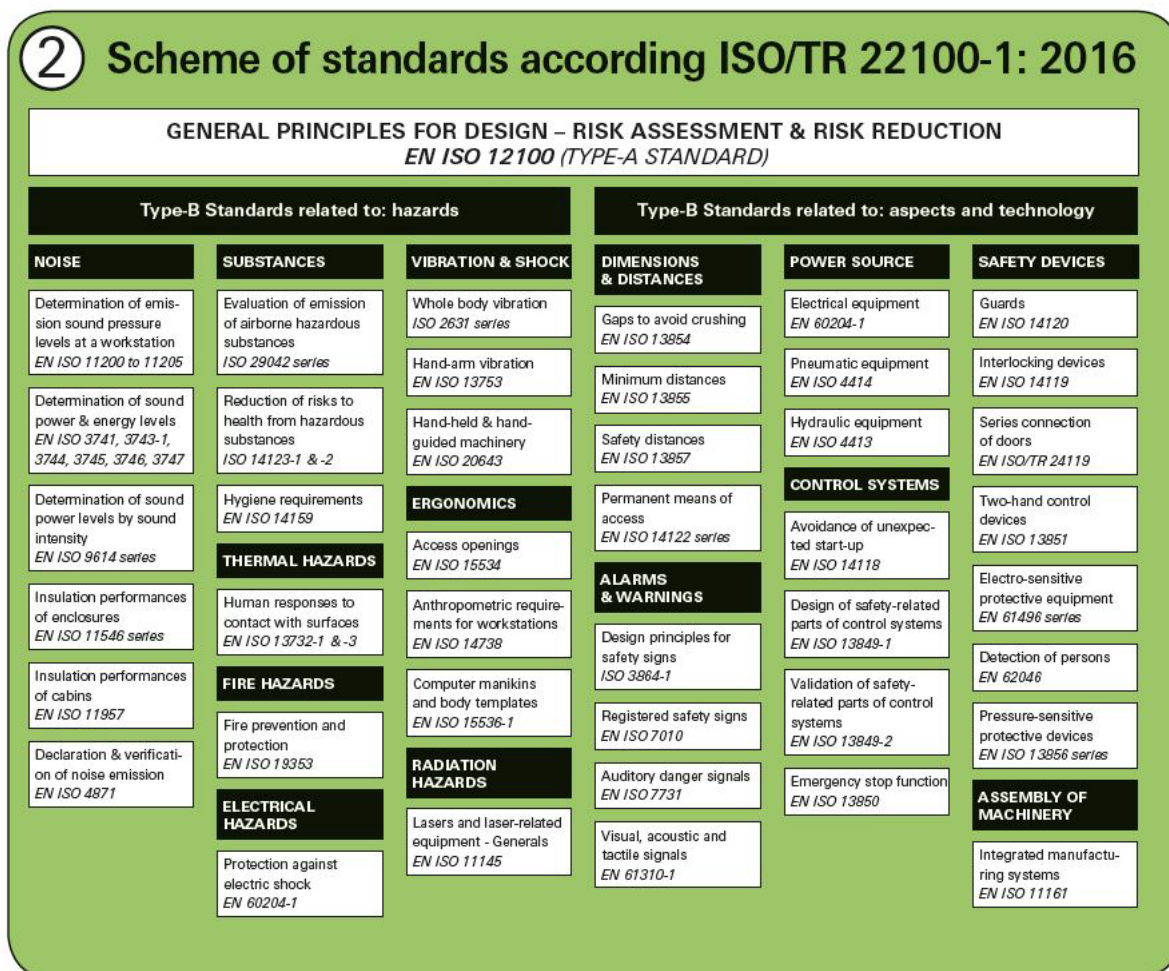 2
Scheme of standards according ISO/TR 22100-1: 2016
GENERAL PRINCIPLES FOR DESIGN – RISK ASSESSMENT & RISK REDUCTION
EN ISO 12100 (TYPE-A STANDARD)
Type-B Standards related to: hazards
NOISE
Determination of emis-
sion sound pressure
levels at a workstation
EN ISO 11200 to 11205
Determination of sound
power & energy levels
EN ISO 3741, 3743-1,
3744, 3745, 3746, 3747
Determination of sound
power levels by sound
intensity
EN ISO 9614 series
Insulation performances
of enclosures
EN ISO 11546 series
Insulation performances
of cabins
EN ISO 11957
Declaration & verificati-
on of noise emission
EN ISO 4871
SUBSTANCES
Evaluation of emission
of airborne hazardous
substances
ISO 29042 series
Reduction of risks to
health from hazardous
substances
ISO 14123-1 & -2
Hygiene requirements
EN ISO 14159
THERMAL HAZARDS
Human responses to
contact with surfaces
EN ISO 13732-1 & -3
FIRE HAZARDS
Fire prevention and
protection
EN ISO 19353
ELECTRICAL
HAZARDS
Protection against
electric shock
EN 60204-1
VIBRATION & SHOCK
Whole body vibration
ISO 2631 series
Hand-arm vibration
EN ISO 13753
Hand-held & hand-
guided machinery
EN ISO 20643
ERGONOMICS
Access openings
EN ISO 15534
Anthropometric require-
ments for workstations
EN ISO 14738
Computer manikins
and body templates
EN ISO 15536-1
RADIATION
HAZARDS
Lasers and laser-related
equipment - Generals
EN ISO 11145
Type-B Standards related to: aspects and technology
DIMENSIONS
& DISTANCES
Gaps to avoid crushing
EN ISO 13854
Minimum distances
EN ISO 13855
Safety distances
EN ISO 13857
Permanent means of
access
EN ISO 14122 series
ALARMS
& WARNINGS
Design principles for
safety signs
ISO 3864-1
Registered safety signs
EN ISO 7010
Auditory danger signals
EN ISO 7731
Visual, acoustic and
tactile signals
EN 61310-1
POWER SOURCE
Electrical equipment
EN 60204-1
Pneumatic equipment
EN ISO 4414
Hydraulic equipment
EN ISO 4413
CONTROL SYSTEMS
Avoidance of unexpec-
ted start-up
EN ISO 14118
Design of safety-related
parts of control systems
EN ISO 13849-1
Validation of safety-
related parts of control
systems
EN ISO 13849-2
Emergency stop function
EN ISO 13850
SAFETY DEVICES
Guards
EN ISO 14120
Interlocking devices
EN ISO 14119
Series connection
of doors
EN ISO/TR 24119
Two-hand control
devices
EN ISO 13851
Electro-sensitive
protective equipment
EN 61496 series
Detection of persons
EN 62046
Pressure-sensitive
protective devices
EN ISO 13856 series
ASSEMBLY OF
MACHINERY
Integrated manufactu-
ring systems
EN ISO 11161